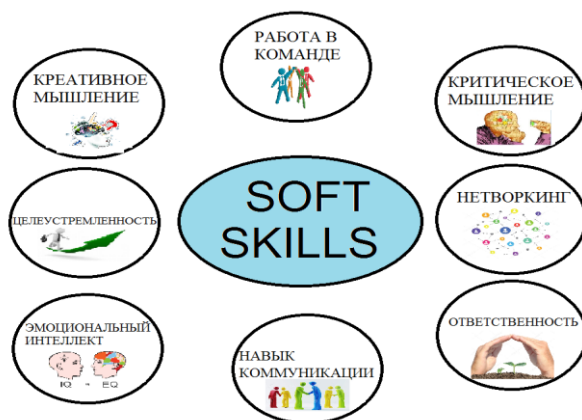 РАБОТА В
КОМАНДЕ
КРЕАТИВНОЕ
МЫШЛЕНИЕ
КРИТИЧЕСКОЕ
МЫШЛЕНИЕ
SOFT
SKILLS
ЦЕЛЕУСТРЕМЛЕННОСТЬ
НЕТВОРКИНГ
ЭМОЦИОНАЛЬНЫЙ
ИНТЕЛЛЕКТ
IQ + EQ
НАВЫК
КОММУНИКАЦИИ
ОТВЕТСТВЕННОСТЬ